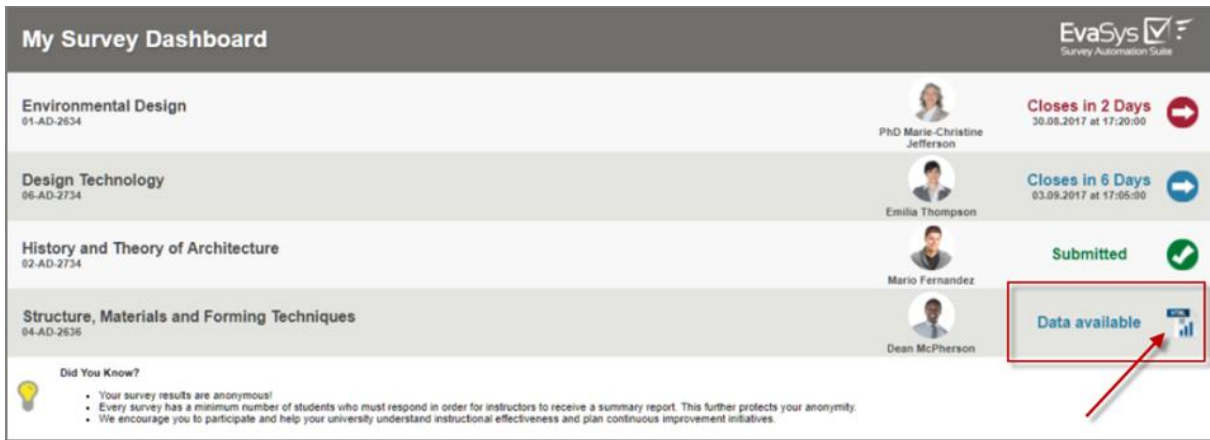 My Survey Dashboard
EvaSys
Survey Automation Suite
Environmental Design
01-AD-2634
PhD Marie-Christine
Jefferson
Closes in 2 Days
30.08.2017 at 17:20:00
Design Technology
06-AD-2734
Emilia Thompson
Closes in 6 Days
03.09.2017 at 17:05:00
History and Theory of Architecture
02-AD-2734
Mario Fernandez
Submitted
Structure, Materials and Forming Techniques
04-AD-2636
Dean McPherson
Data available
HTML
Did You Know?
• Your survey results are anonymous!
• Every survey has a minimum number of students who must respond in order for instructors to receive a summary report. This further protects your anonymity.
• We encourage you to participate and help your university understand instructional effectiveness and plan continuous improvement initiatives.